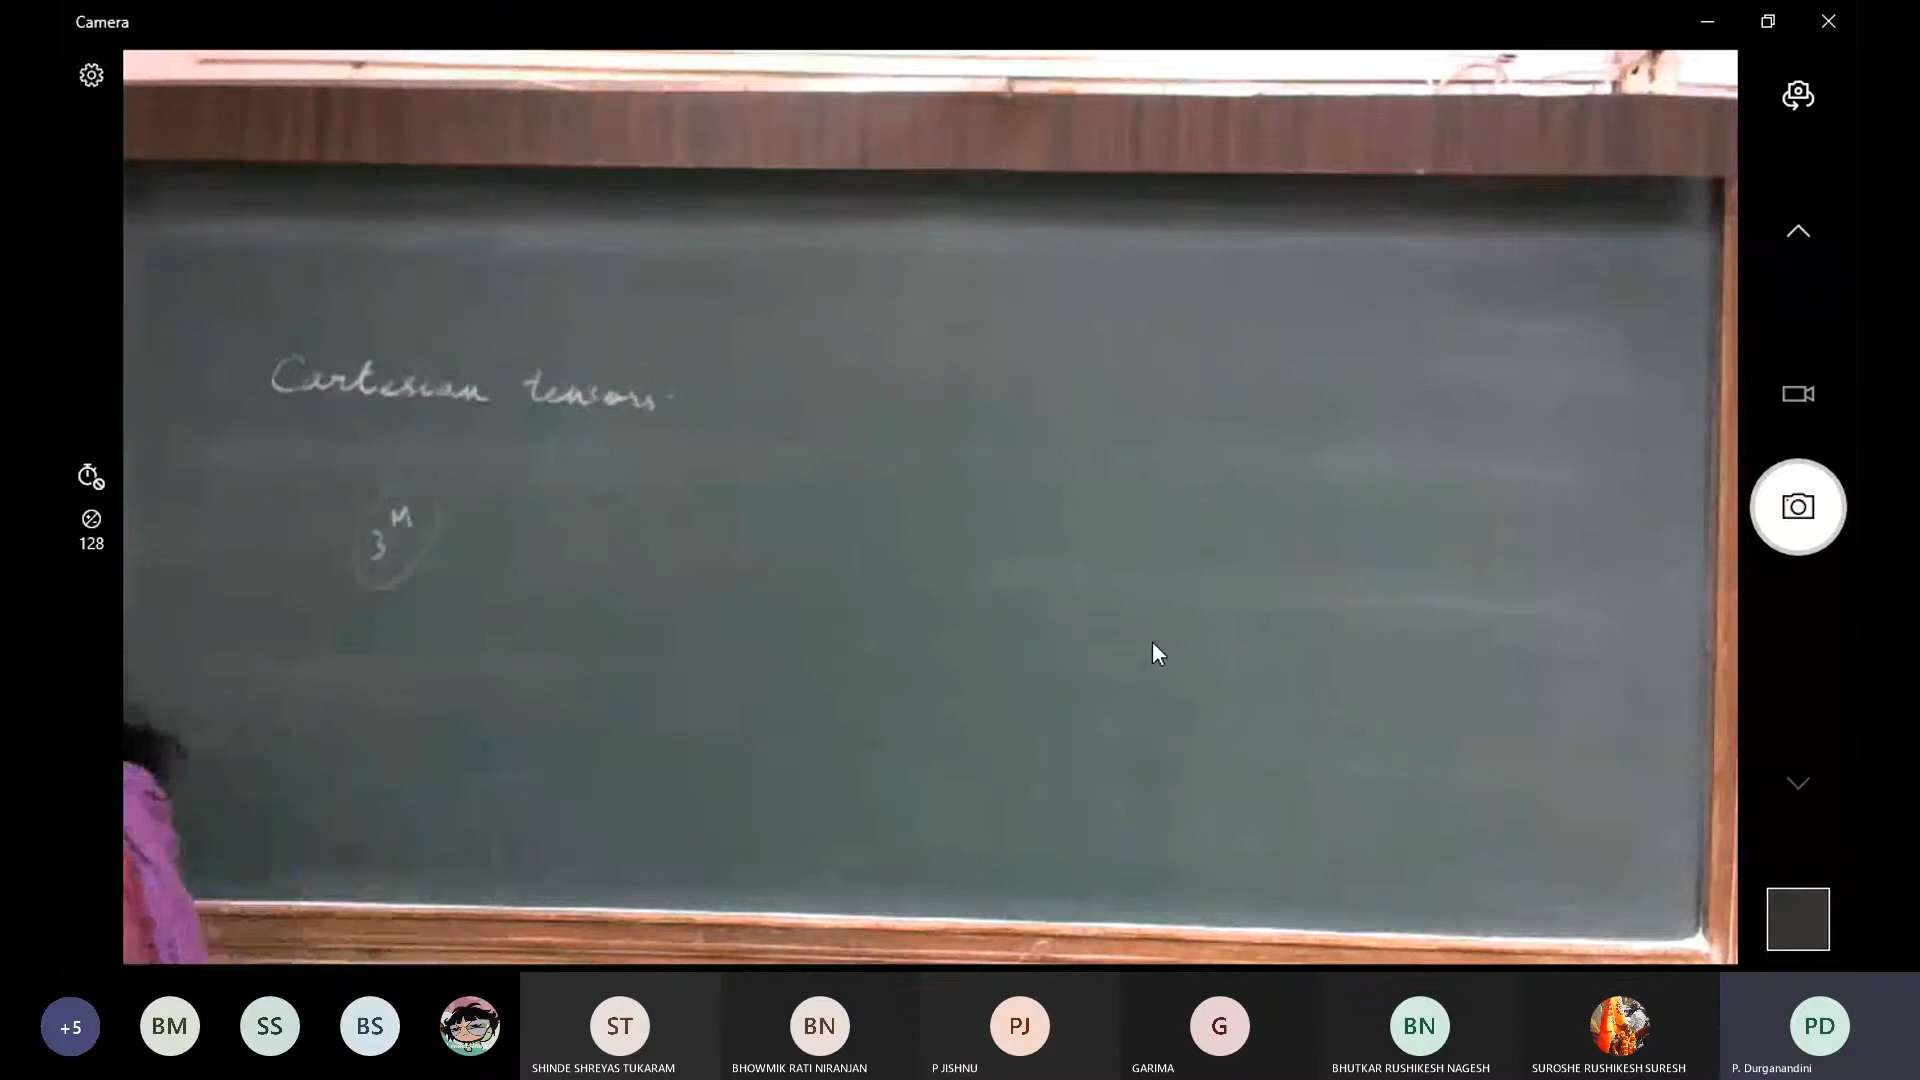 Camera
128
Cartesian tensors.
3^M
+5
BM
SS
BS
ST
BN
PJ
G
BN
PD
SHINDE SHREYAS TUKARAM
BHOWMIK RATI NIRANJAN
P JISHNU
GARIMA
BHUTKAR RUSHIKESH NAGESH
SUROSHE RUSHIKESH SURESH
P. Durganandini